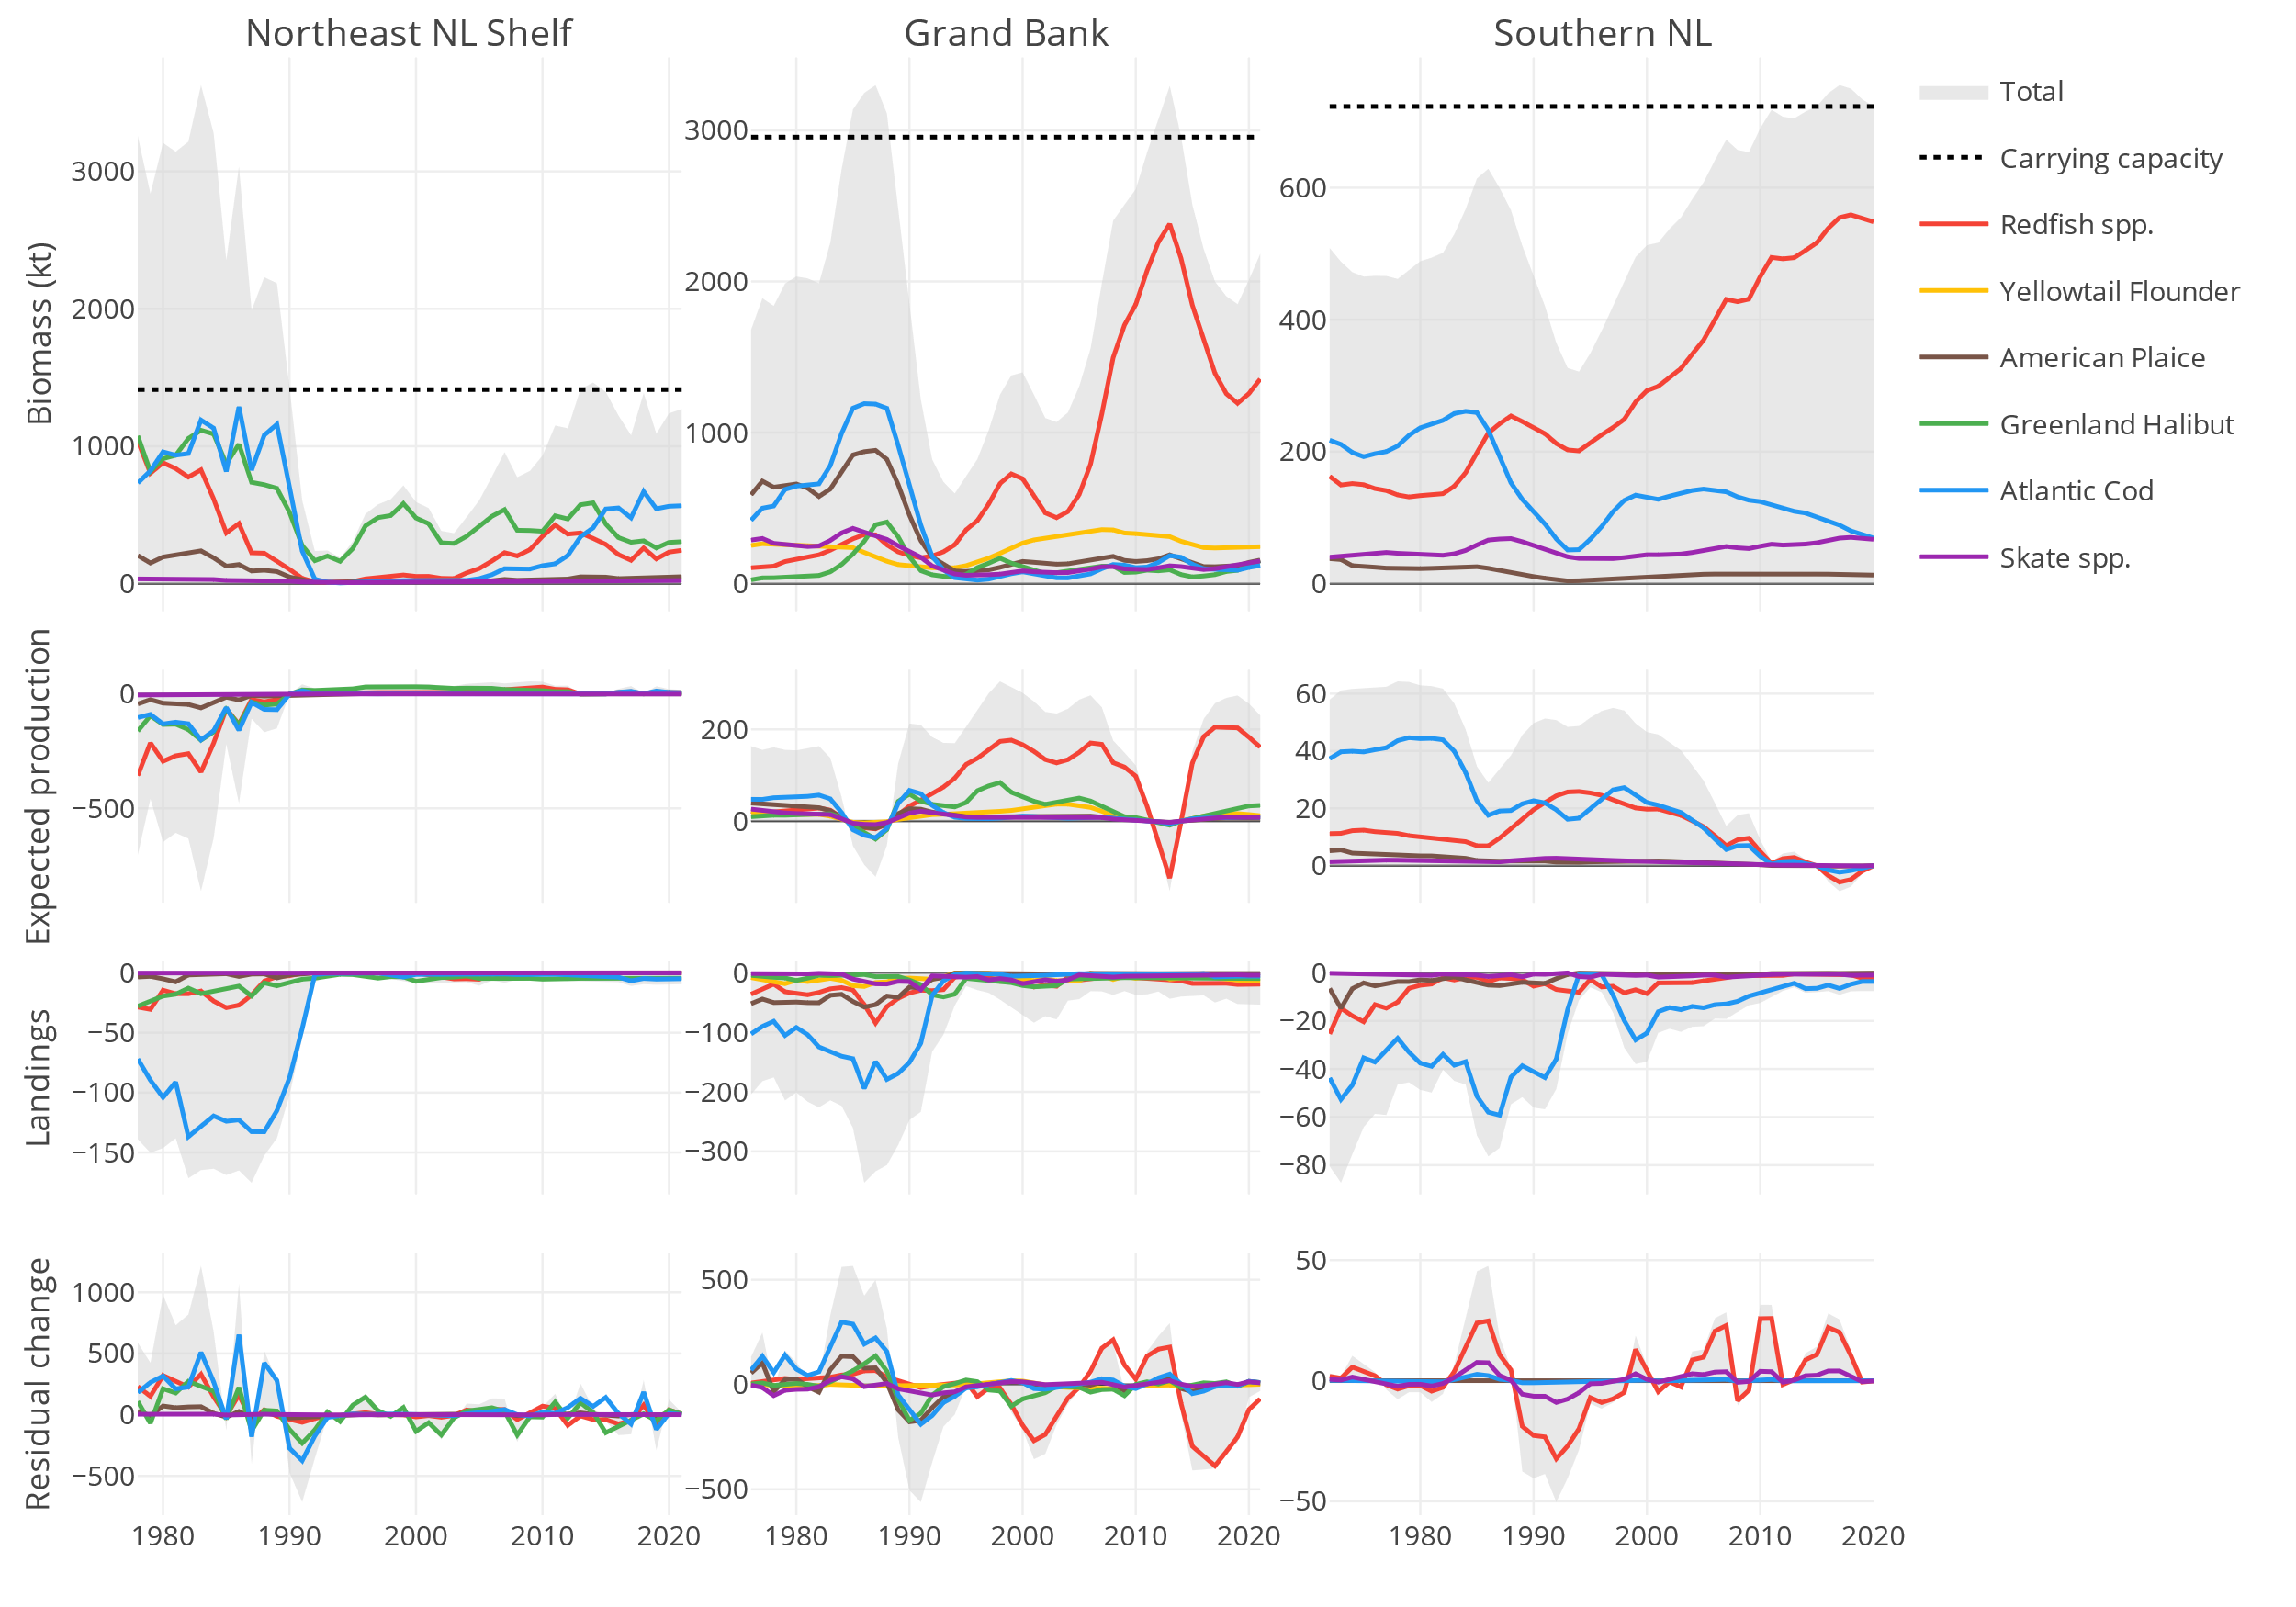 Northeast NL Shelf
Grand Bank
Southern NL
Biomass (kt)
3000
2000
1000
0
3000
2000
1000
0
600
400
200
0
Total
Carrying capacity
Redfish spp.
Yellowtail Flounder
American Plaice
Greenland Halibut
Atlantic Cod
Skate spp.
Expected production
0
−500
200
0
60
40
20
0
Landings
0
−50
−100
−150
0
−100
−200
−300
0
−20
−40
−60
−80
Residual change
1000
500
0
−500
500
0
−500
50
0
−50
1980 1990 2000 2010 2020
1980 1990 2000 2010 2020
1980 1990 2000 2010 2020